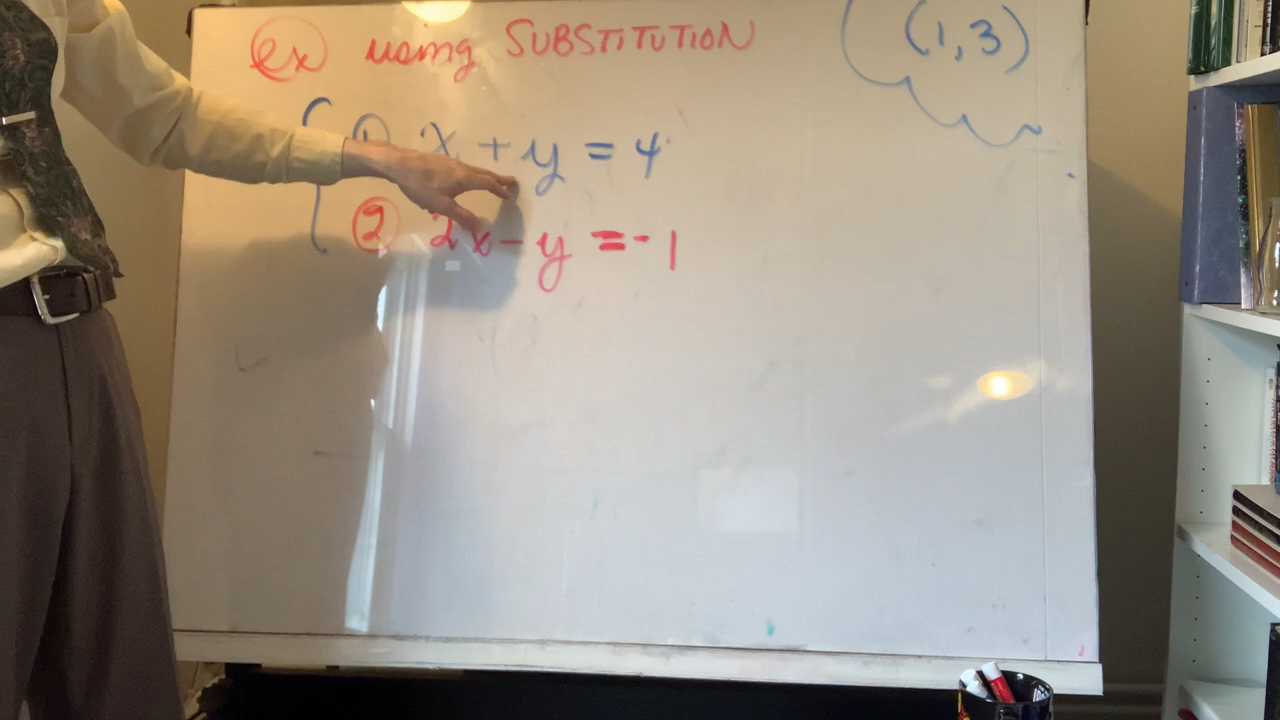 ex using SUBSTITUTION
(1,3)
1 x + y = 4
2 2x - y = -1